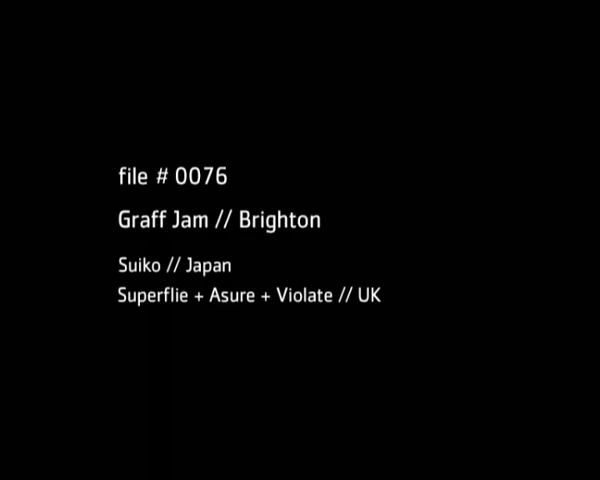 file # 0076
Graff Jam // Brighton
Suiko // Japan
Superflie + Asure + Violate // UK